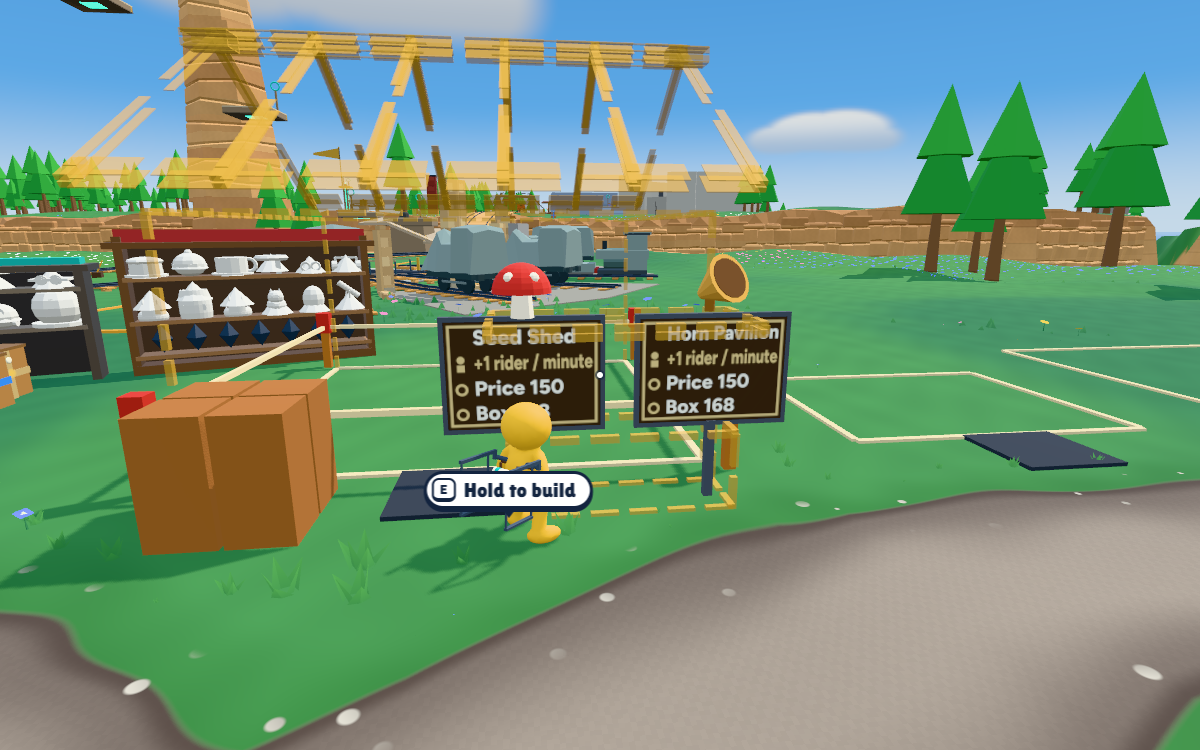 Seed Shed
+1 rider / minute
Price 150
Horn Pavilion
+1 rider / minute
Price 150
Box 168
E Hold to build